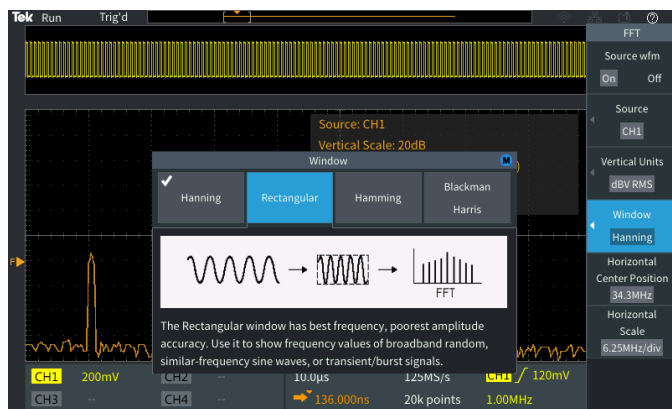 Tek Run Trig'd
FFT
Source wfm
On Off
Source
CH1
Vertical Units
dBV RMS
Window
Hanning
Horizontal
Center Position
34.3MHz
Horizontal
Scale
6.25MHz/div
Source: CH1
Vertical Scale: 20dB
)
Window M
Hanning
Rectangular
Hamming
Blackman
Harris
FFT
The Rectangular window has best frequency, poorest amplitude
accuracy. Use it to show frequency values of broadband random,
similar-frequency sine waves, or transient/burst signals.
F
CH1 200mV CH2 -- 10.0µs 125MS/s CH1 120mV
CH3 -- CH4 -- 136.000ns 20k points 1.00MHz